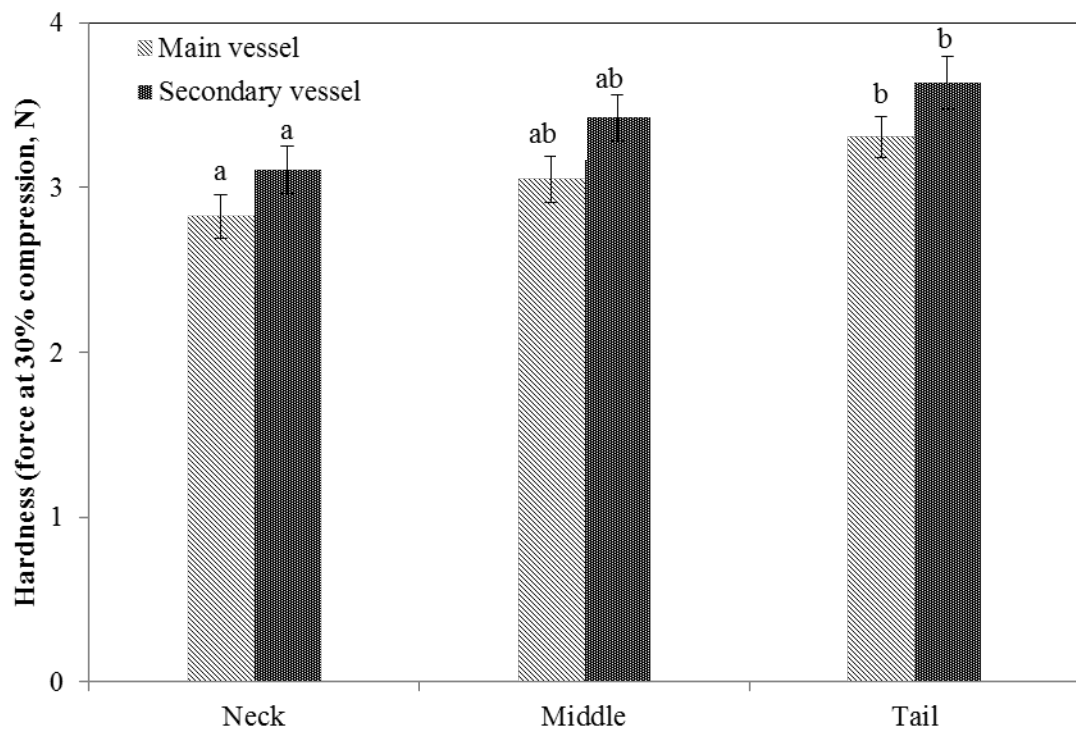 Hardness (force at 30% compression, N)
4
3
2
1
0
Main vessel
Secondary vessel
a
a
ab
ab
b
b
Neck
Middle
Tail